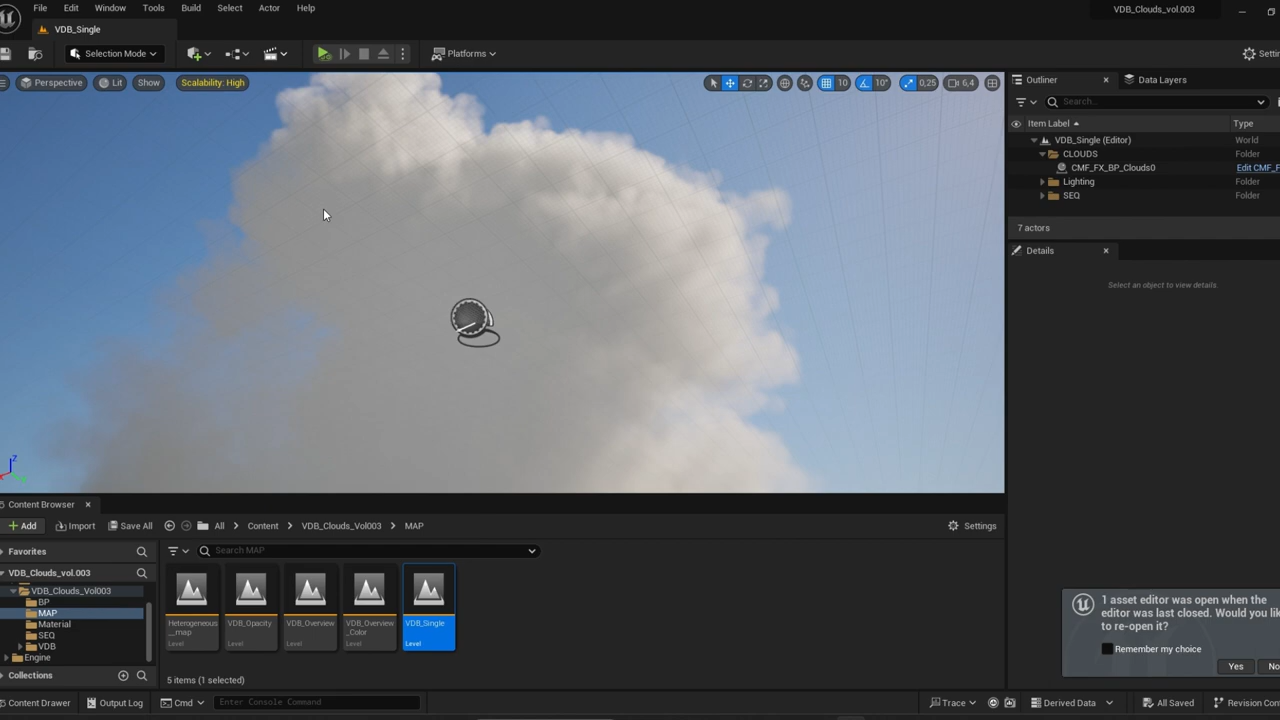 File Edit Window Tools Build Select Actor Help
VDB_Clouds_vol.003
VDB_Single
Selection Mode
Platforms
Perspective Lit Show Scalability: High
10 10° 0,25 6,4
Outliner Data Layers
Search...
Item Label Type
VDB_Single (Editor) World
CLOUDS Folder
CMF_FX_BP_Clouds0 Edit CMF_F
Lighting Folder
SEQ Folder
7 actors
Details
Select an object to view details.
Content Browser
Add Import Save All All Content VDB_Clouds_Vol003 MAP Settings
Favorites
Search MAP
VDB_Clouds_vol.003
VDB_Clouds_Vol003
BP
MAP
Material
SEQ
VDB
Engine
Collections
Heterogeneous
_map
Level
VDB_Opacity
Level
VDB_Overview
Level
VDB_Overview
_Color
Level
VDB_Single
Level
5 items (1 selected)
1 asset editor was open when the
editor was last closed. Would you like
to re-open it?
Remember my choice
Yes No
Content Drawer Output Log Cmd Enter Console Command Trace Derived Data All Saved Revision Con